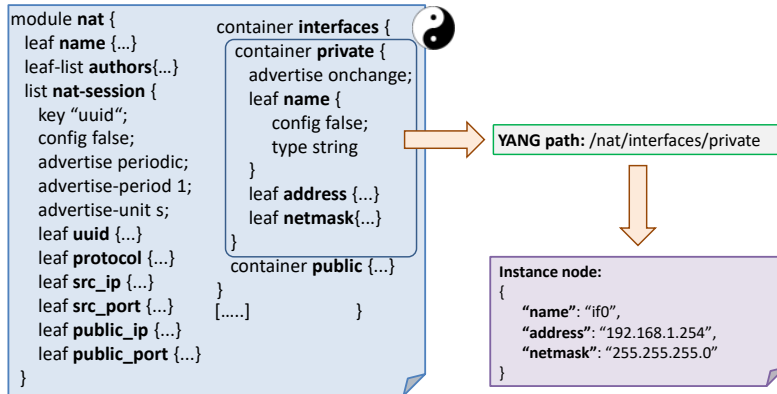 module nat {
leaf name {...}
leaf-list authors{...}
list nat-session {
key “uuid“;
config false;
advertise periodic;
advertise-period 1;
advertise-unit s;
leaf uuid {...}
leaf protocol {...}
leaf src_ip {...}
leaf src_port {...}
leaf public_ip {...}
leaf public_port {...}
}
container interfaces {
container private {
advertise onchange;
leaf name {
config false;
type string
}
leaf address {...}
leaf netmask{...}
}
container public {...}
}
[…..] }
YANG path: /nat/interfaces/private
Instance node:
{
“name”: “if0”,
“address”: “192.168.1.254”,
“netmask”: “255.255.255.0”
}